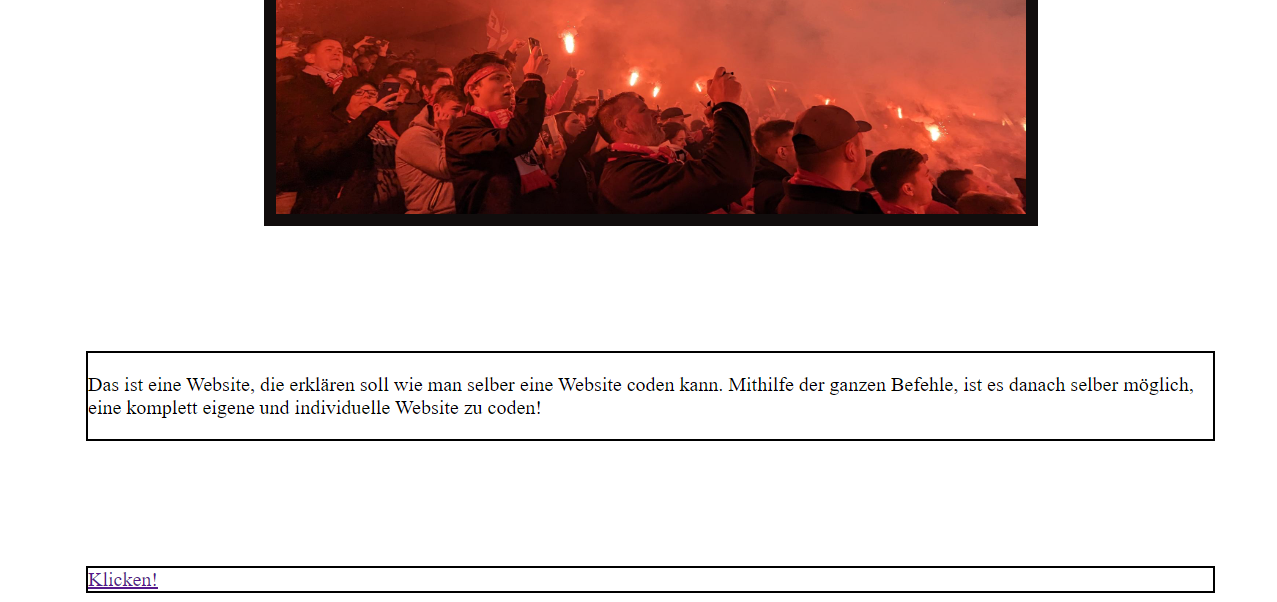 Das ist eine Website, die erklären soll wie man selber eine Website coden kann. Mithilfe der ganzen Befehle, ist es danach selber möglich,
eine komplett eigene und individuelle Website zu coden!
Klicken!